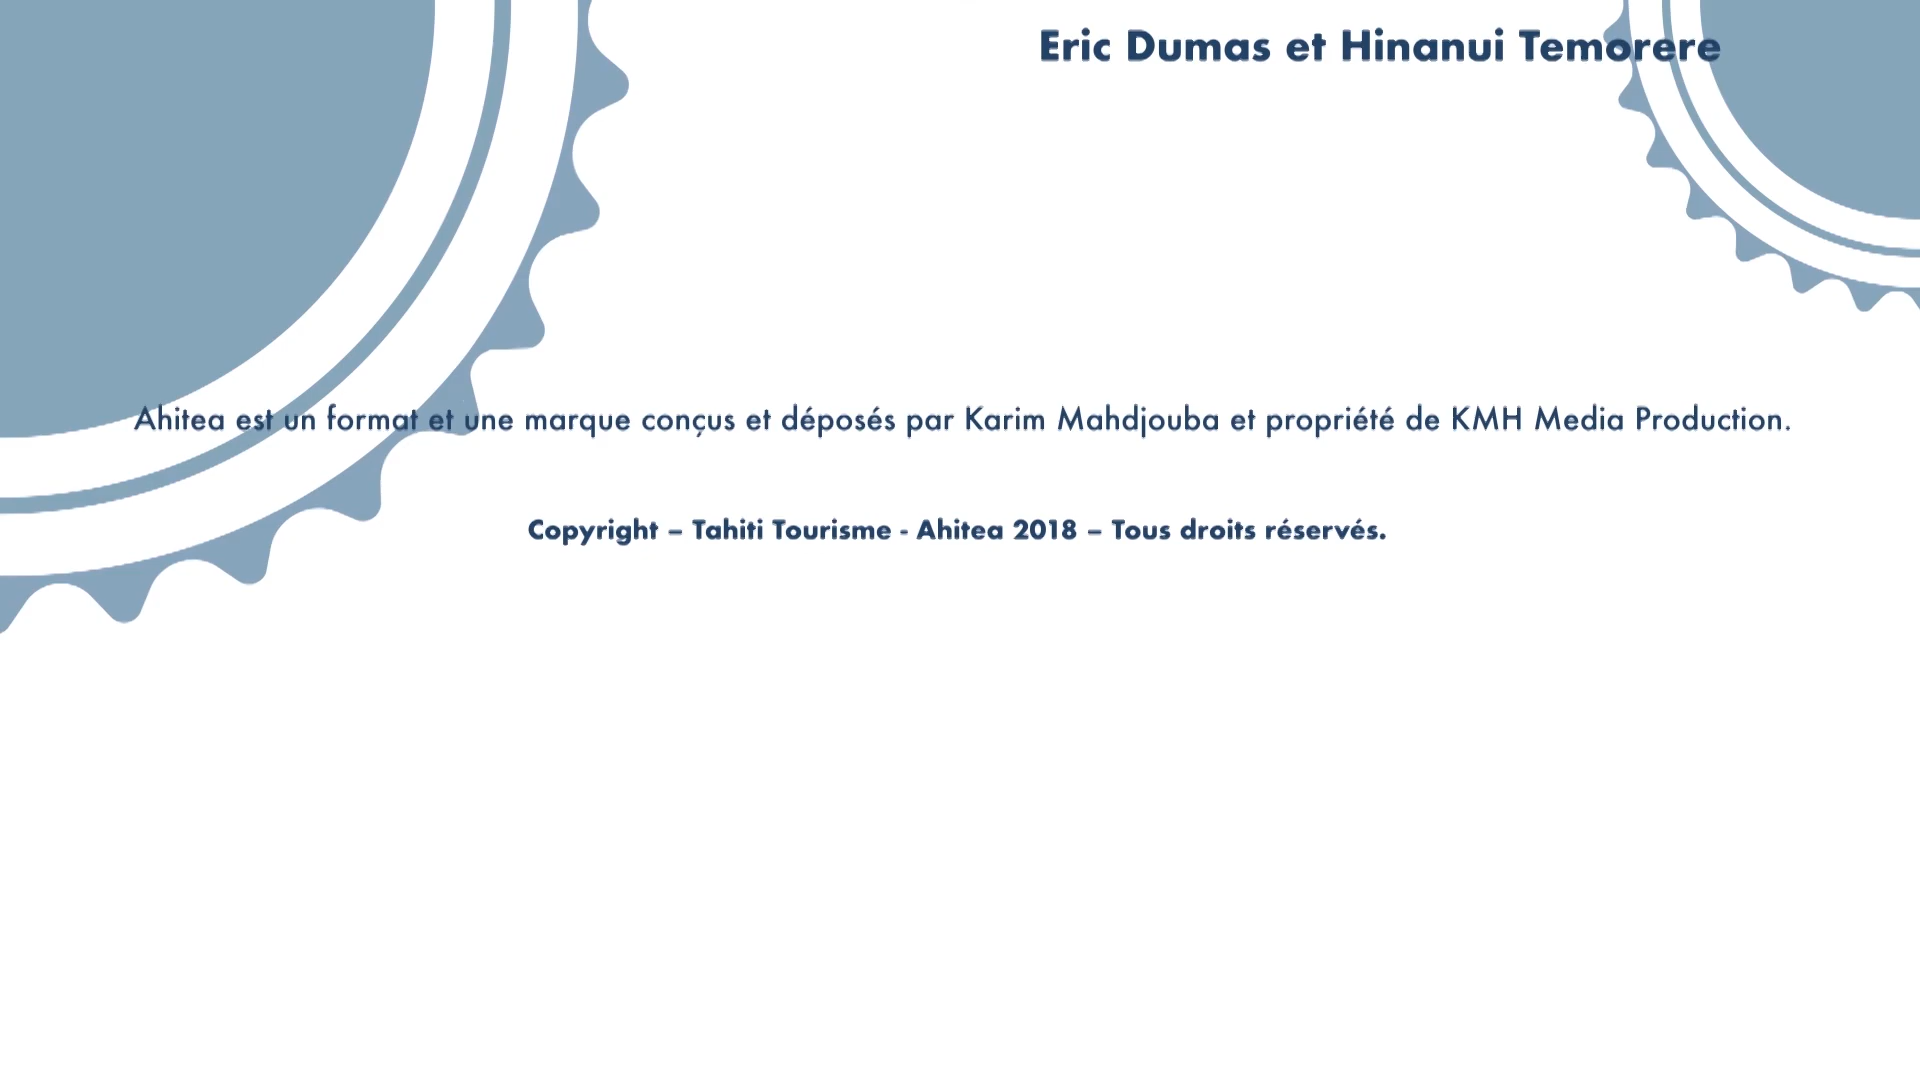 Eric Dumas et Hinanui Temorere
Ahitea est un format et une marque conçus et déposés par Karim Mahdjouba et propriété de KMH Media Production.
Copyright – Tahiti Tourisme - Ahitea 2018 – Tous droits réservés.